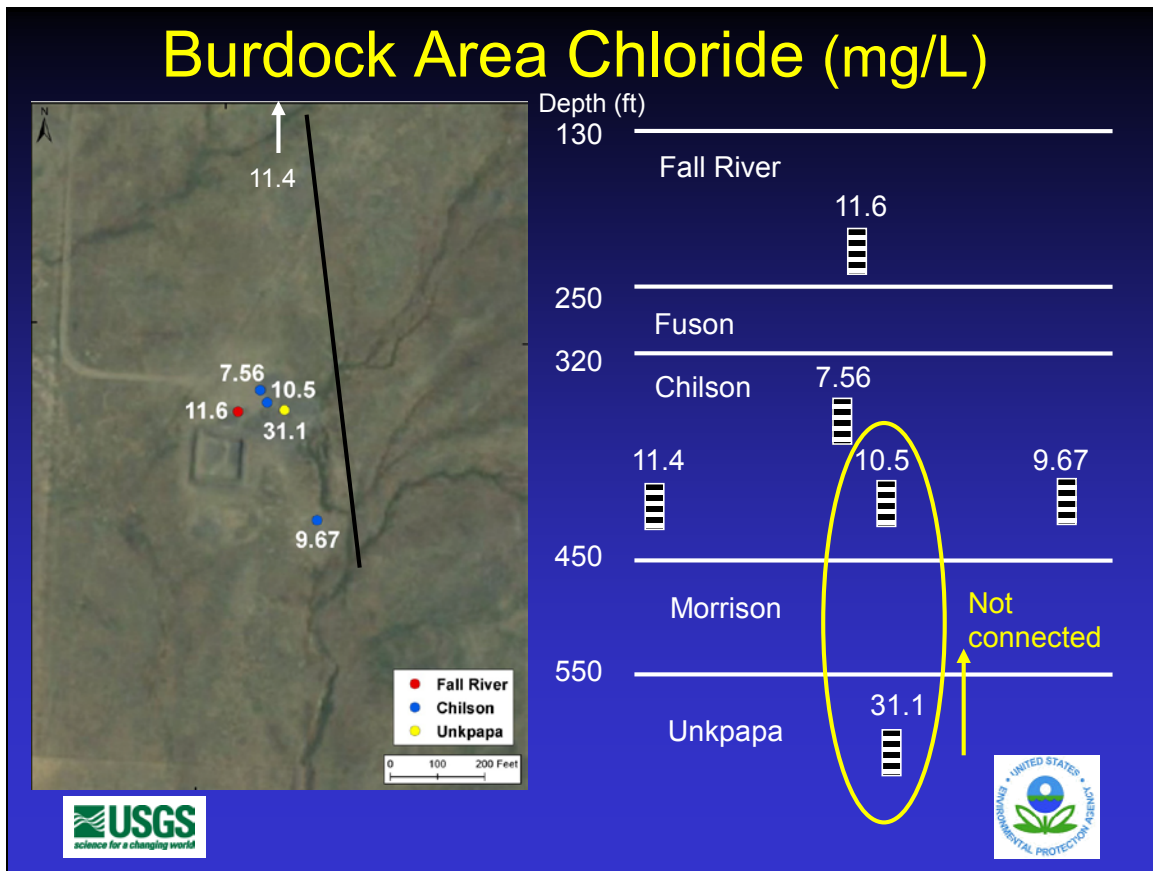 Burdock Area Chloride (mg/L)
N
11.4
7.56
10.5
11.6
31.1
9.67
Fall River
Chilson
Unkpapa
0 100 200 Feet
USGS
science for a changing world
Depth (ft)
130
Fall River
11.6
250
Fuson
320
Chilson
7.56
11.4
10.5
9.67
450
Morrison
Not
connected
550
31.1
Unkpapa
UNITED STATES
ENVIRONMENTAL PROTECTION AGENCY